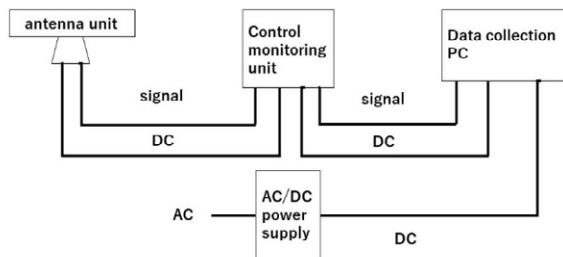 antenna unit
Control
monitoring
unit
Data collection
PC
signal
signal
DC
DC
AC
AC/DC
power
supply
DC